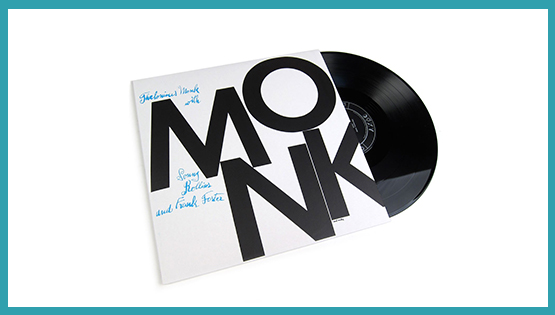 Thelonious Monk
with
MO
NK
Sonny
Rollins
and Frank Foster